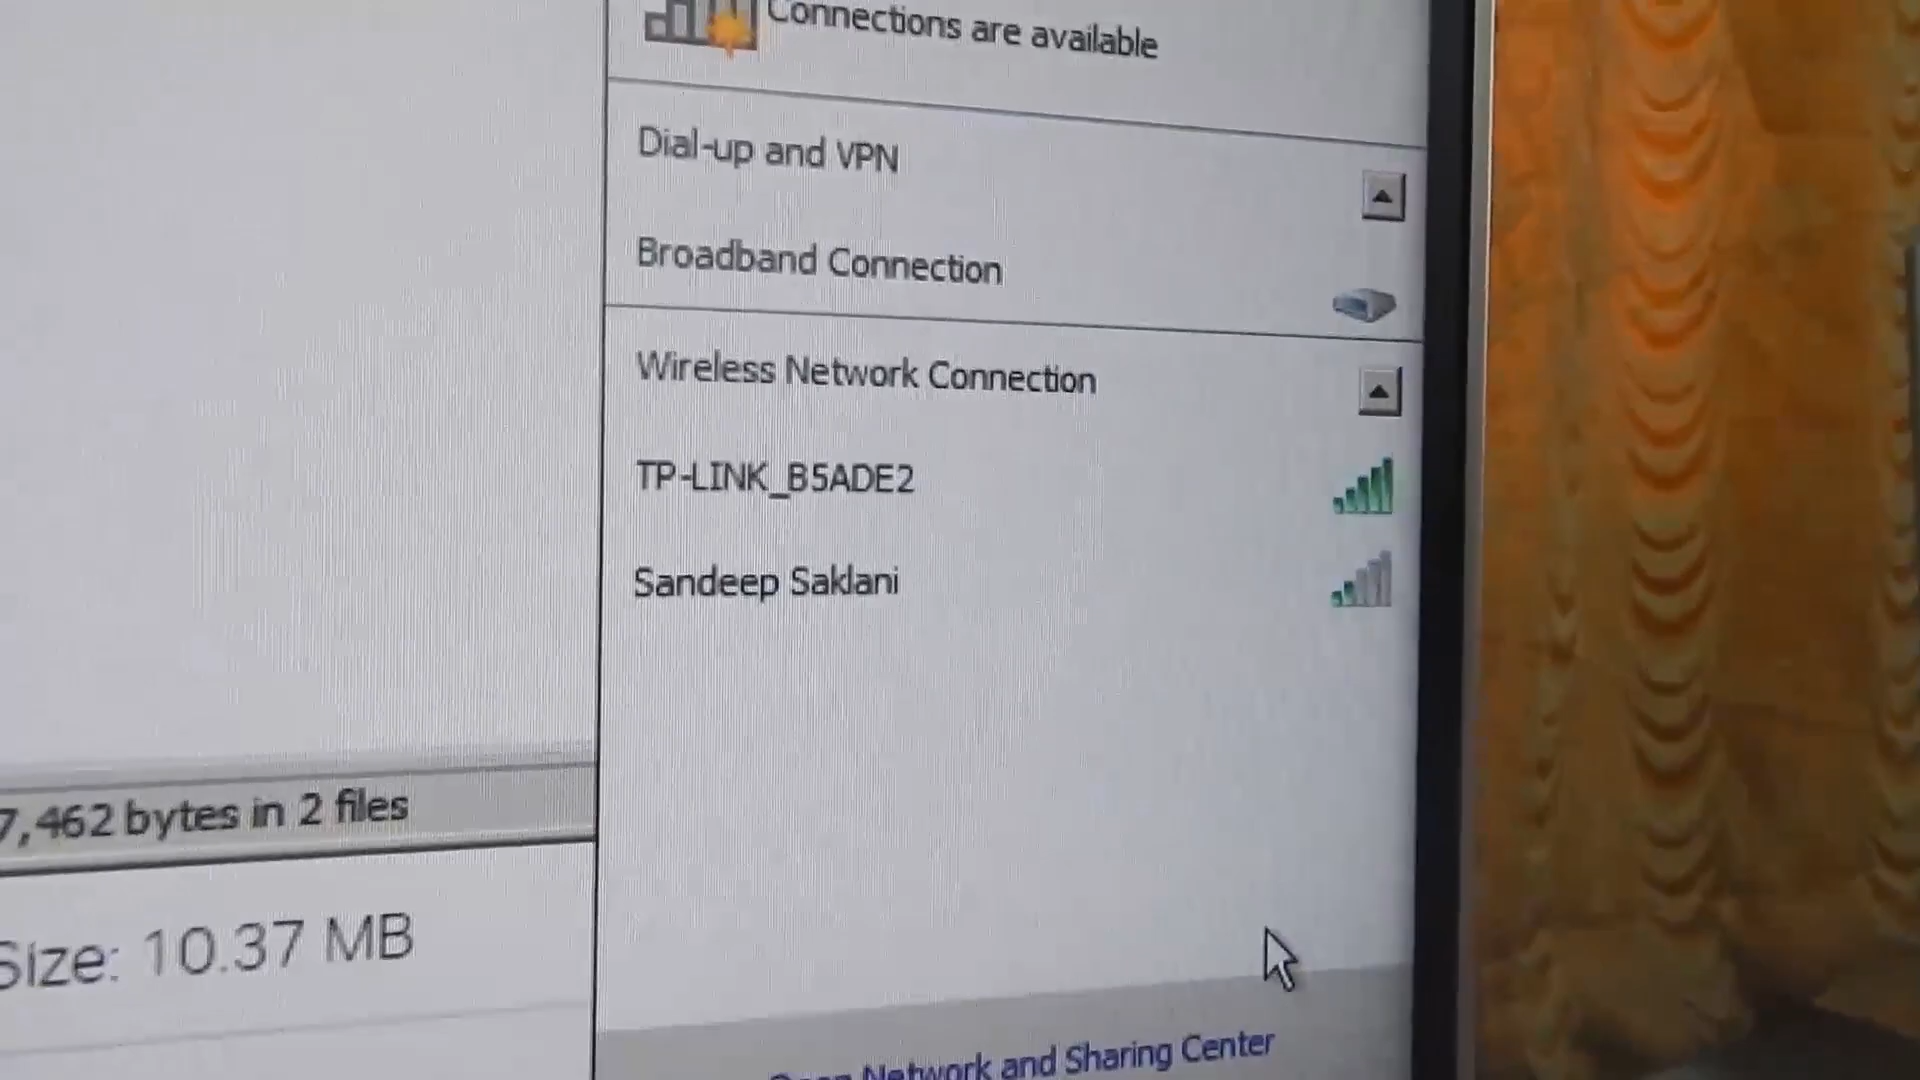 Connections are available
Dial-up and VPN
Broadband Connection
Wireless Network Connection
TP-LINK_B5ADE2
Sandeep Saklani
7,462 bytes in 2 files
Size: 10.37 MB
Open Network and Sharing Center